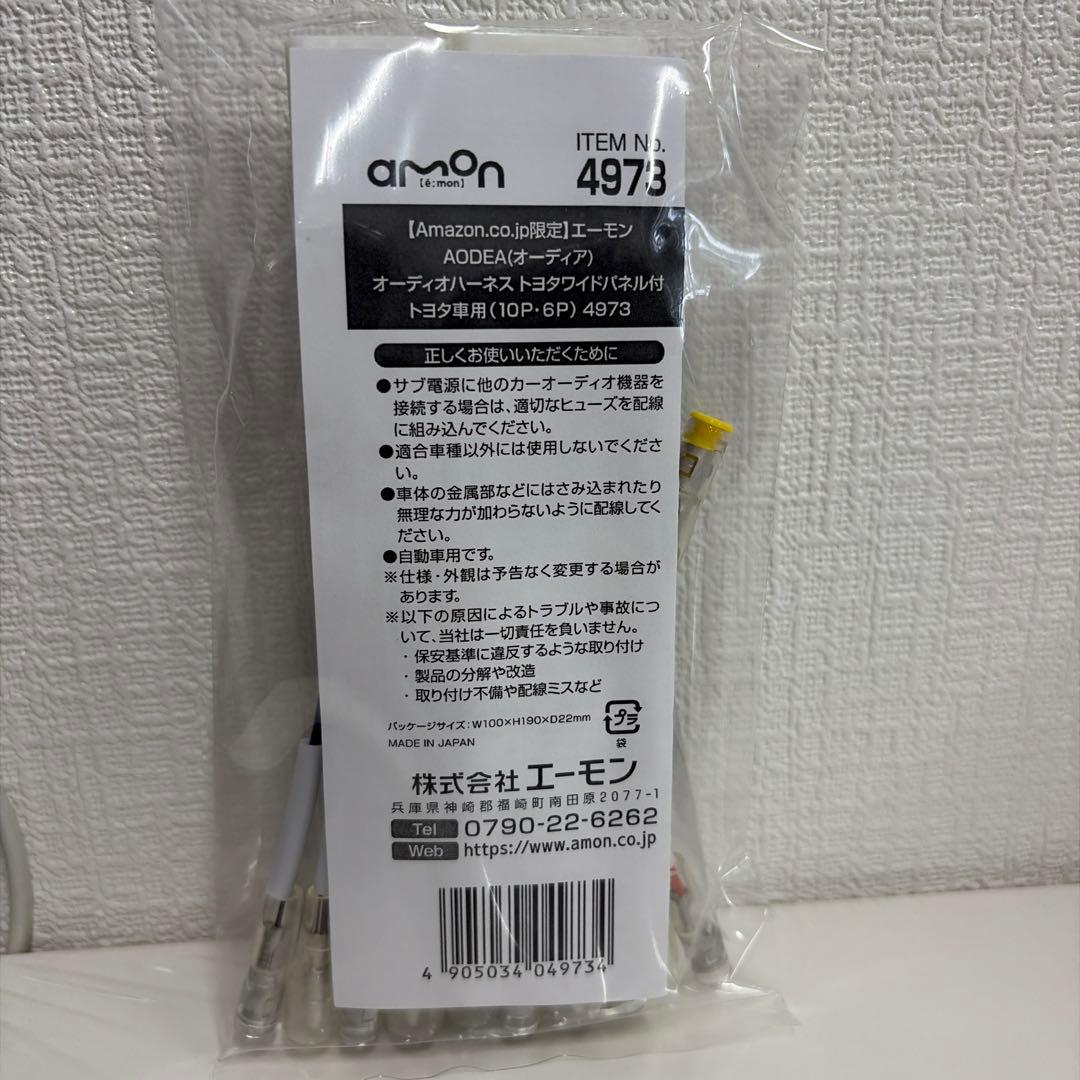 ITEM No.
amon
[é:mon]
4973
【Amazon.co.jp限定】エーモン
AODEA(オーディア)
オーディオハーネス トヨタワイドパネル付
トヨタ車用(10P・6P) 4973
正しくお使いいただくために
●サブ電源に他のカーオーディオ機器を
接続する場合は、適切なヒューズを配線
に組み込んでください。
●適合車種以外には使用しないでくださ
い。
●車体の金属部などにはさみ込まれたり
無理な力が加わらないように配線してく
ださい。
●自動車用です。
※仕様・外観は予告なく変更する場合が
あります。
※以下の原因によるトラブルや事故につ
いて、当社は一切責任を負いません。
・保安基準に違反するような取り付け
・製品の分解や改造
・取り付け不備や配線ミスなど
パッケージサイズ:W100×H190×D22mm
プラ
MADE IN JAPAN
袋
株式会社 エーモン
兵庫県神崎郡福崎町南田原2077-1
Tel 0790-22-6262
Web https://www.amon.co.jp
4 905034 049734